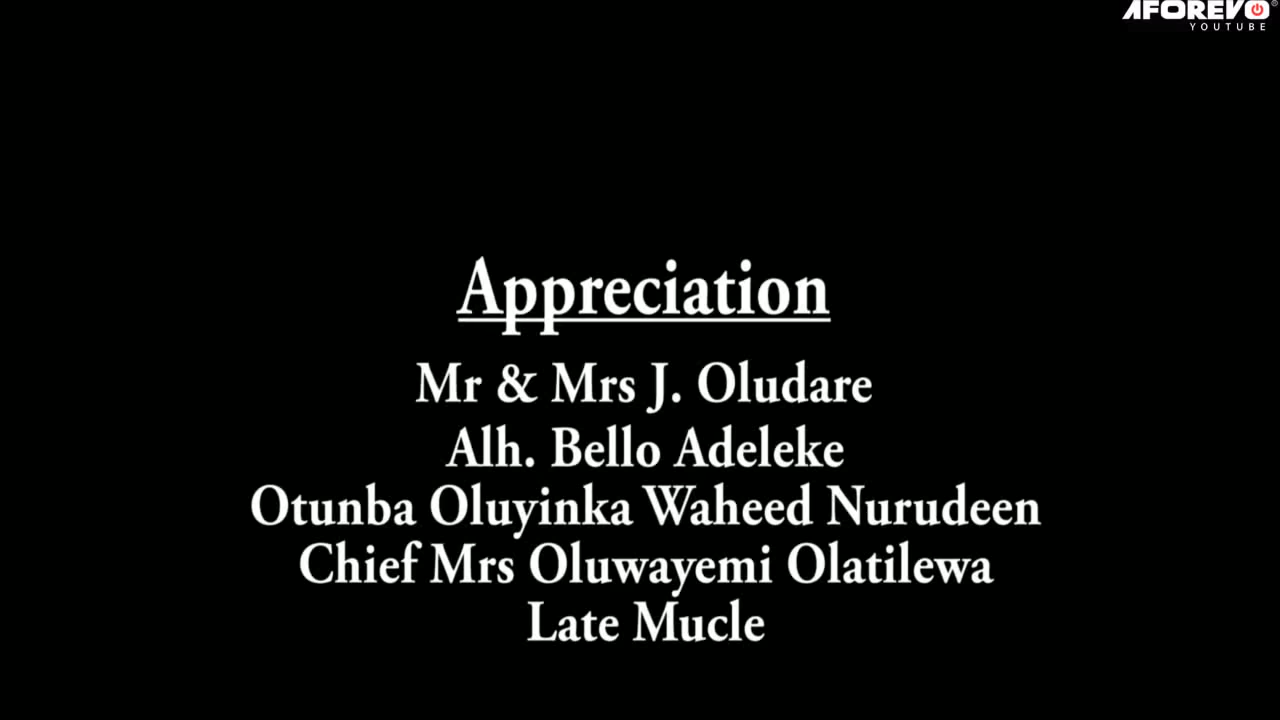 AFOREVO
YOUTUBE
Appreciation
Mr & Mrs J. Oludare
Alh. Bello Adeleke
Otunba Oluyinka Waheed Nurudeen
Chief Mrs Oluwayemi Olatilewa
Late Mucle